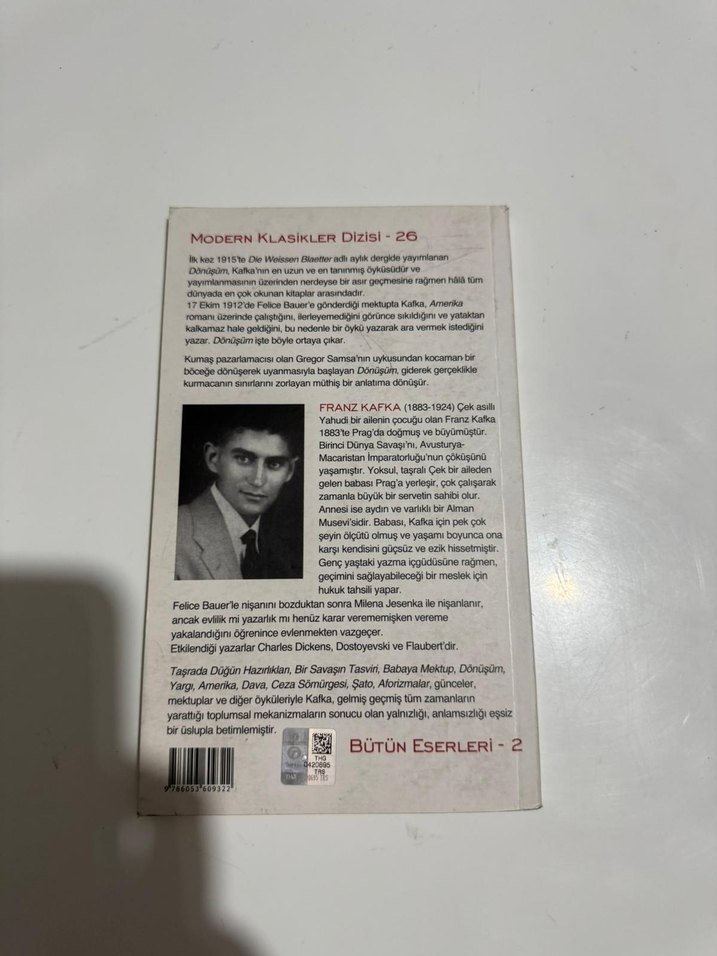 MODERN KLASİKLER DİZİSİ - 26
İlk kez 1915'te Die Weissen Blaetter adlı aylık dergide yayımlanan
Dönüşüm, Kafka'nın en uzun ve en tanınmış öyküsüdür ve
yayımlanmasının üzerinden nerdeyse bir asır geçmesine rağmen hâlâ tüm
dünyada en çok okunan kitaplar arasındadır.
17 Ekim 1912'de Felice Bauer'e gönderdiği mektupta Kafka, Amerika
romanı üzerinde çalıştığını, ilerleyemediğini görünce sıkıldığını ve yataktan
kalkamaz hale geldiğini, bu nedenle bir öykü yazarak ara vermek istediğini
yazar. Dönüşüm işte böyle ortaya çıkar.
Kumaş pazarlamacısı olan Gregor Samsa'nın uykusundan kocaman bir
böceğe dönüşerek uyanmasıyla başlayan Dönüşüm, giderek gerçeklikle
kurmacanın sınırlarını zorlayan müthiş bir anlatıma dönüşür.
FRANZ KAFKA (1883-1924) Çek asıllı
Yahudi bir ailenin çocuğu olan Franz Kafka
1883'te Prag'da doğmuş ve büyümüştür.
Birinci Dünya Savaşı'nı, Avusturya-
Macaristan İmparatorluğu'nun çöküşünü
yaşamıştır. Yoksul, taşralı Çek bir aileden
gelen babası Prag'a yerleşir, çok çalışarak
zamanla büyük bir servetin sahibi olur.
Annesi ise aydın ve varlıklı bir Alman
Musevi'sidir. Babası, Kafka için pek çok
şeyin ölçütü olmuş ve yaşamı boyunca ona
karşı kendisini güçsüz ve ezik hissetmiştir.
Genç yaştaki yazma içgüdüsüne rağmen,
geçimini sağlayabileceği bir meslek için
hukuk tahsili yapar.
Felice Bauer'le nişanını bozduktan sonra Milena Jesenka ile nişanlanır,
ancak evlilik mi yazarlık mı henüz karar verememişken vereme
yakalandığını öğrenince evlenmekten vazgeçer.
Etkilendiği yazarlar Charles Dickens, Dostoyevski ve Flaubert'dir.
Taşrada Düğün Hazırlıkları, Bir Savaşın Tasviri, Babaya Mektup, Dönüşüm,
Yargı, Amerika, Dava, Ceza Sömürgesi, Şato, Aforizmalar, günceler,
mektuplar ve diğer öyküleriyle Kafka, gelmiş geçmiş tüm zamanların
yarattığı toplumsal mekanizmaların sonucu olan yalnızlığı, anlamsızlığı eşsiz
bir üslupla betimlemiştir.
BÜTÜN ESERLERİ - 2
THG
0420695
TRS
9 786053 609322